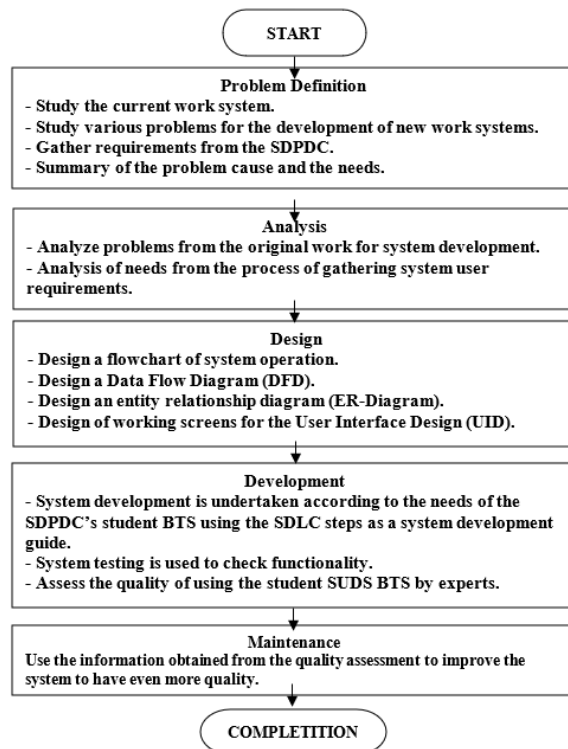 START
Problem Definition
- Study the current work system.
- Study various problems for the development of new work systems.
- Gather requirements from the SDPDC.
- Summary of the problem cause and the needs.
Analysis
- Analyze problems from the original work for system development.
- Analysis of needs from the process of gathering system user
requirements.
Design
- Design a flowchart of system operation.
- Design a Data Flow Diagram (DFD).
- Design an entity relationship diagram (ER-Diagram).
- Design of working screens for the User Interface Design (UID).
Development
- System development is undertaken according to the needs of the
SDPDC’s student BTS using the SDLC steps as a system development
guide.
- System testing is used to check functionality.
- Assess the quality of using the student SUDS BTS by experts.
Maintenance
Use the information obtained from the quality assessment to improve the
system to have even more quality.
COMPLETITION